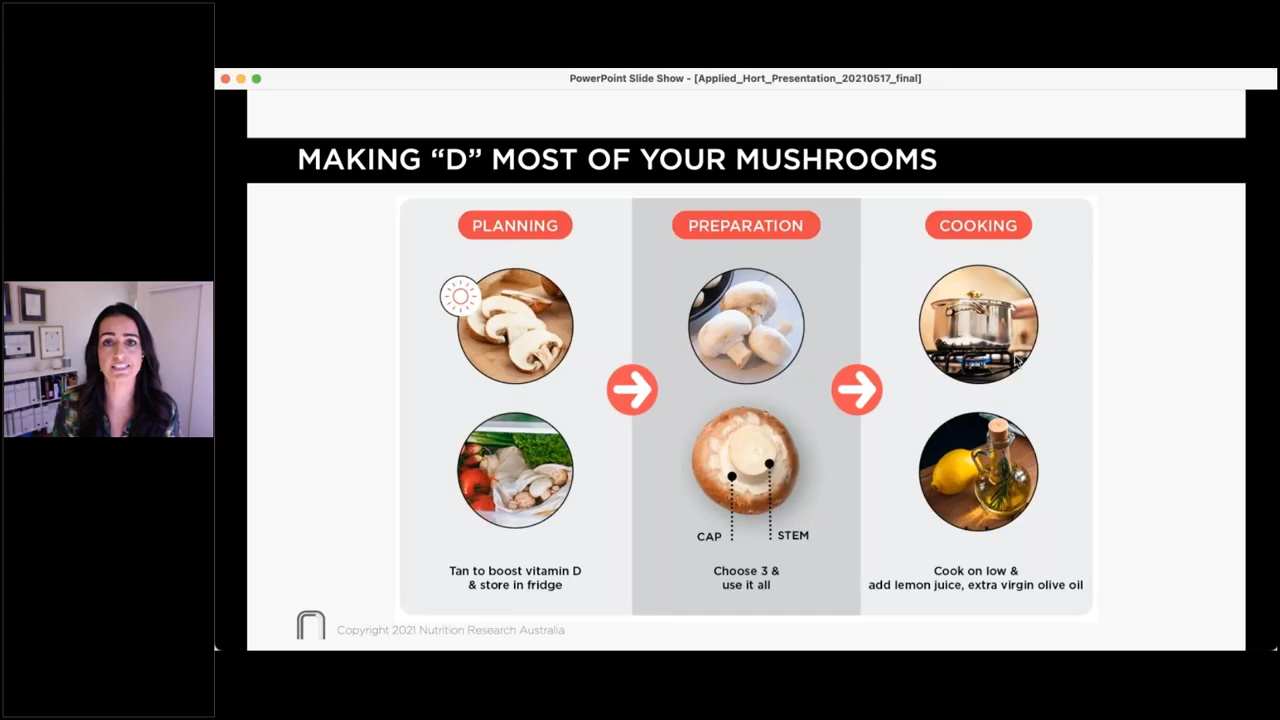 PowerPoint Slide Show - [Applied_Hort_Presentation_20210517_final]
MAKING “D” MOST OF YOUR MUSHROOMS
PLANNING
Tan to boost vitamin D
& store in fridge
PREPARATION
CAP
STEM
Choose 3 &
use it all
COOKING
Cook on low &
add lemon juice, extra virgin olive oil
Copyright 2021 Nutrition Research Australia